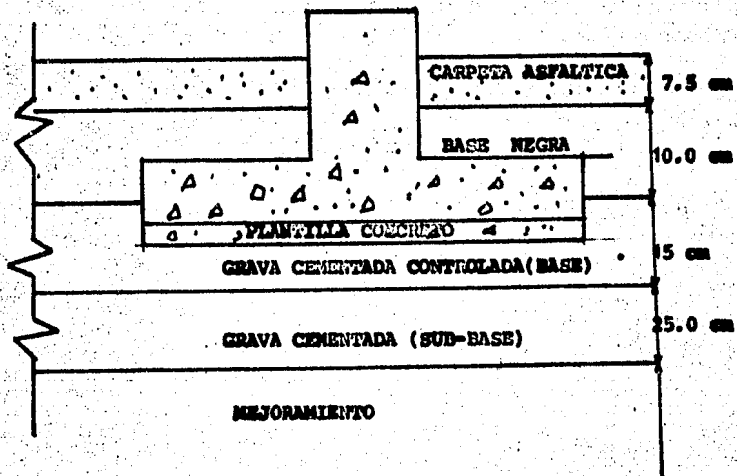 CARPETA ASFALTICA
7.5 cm
BASE NEGRA
10.0 cm
PLANTILLA CONCRETO
GRAVA CEMENTADA CONTROLADA(BASE)
15 cm
GRAVA CEMENTADA (SUB-BASE)
25.0 cm
MEJORAMIENTO